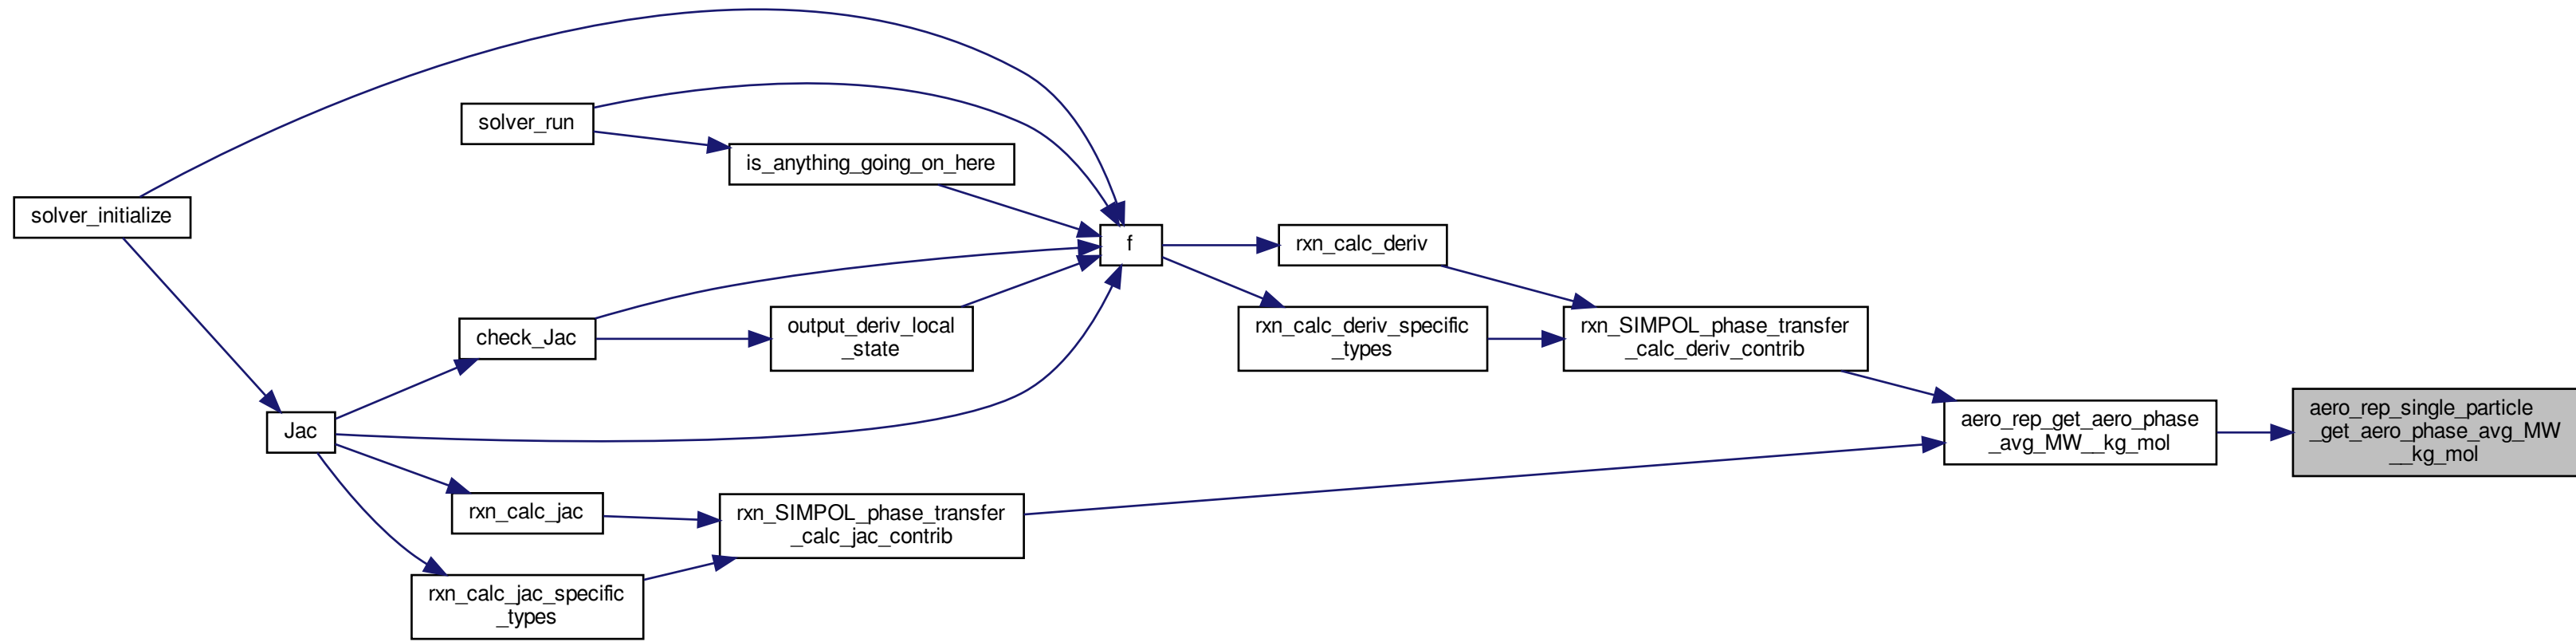 solver_run
is_anything_going_on_here
solver_initialize
f
rxn_calc_deriv
check_Jac
output_deriv_local
_state
rxn_calc_deriv_specific
_types
rxn_SIMPOL_phase_transfer
_calc_deriv_contrib
Jac
aero_rep_get_aero_phase
_avg_MW__kg_mol
aero_rep_single_particle
_get_aero_phase_avg_MW
__kg_mol
rxn_calc_jac
rxn_SIMPOL_phase_transfer
_calc_jac_contrib
rxn_calc_jac_specific
_types